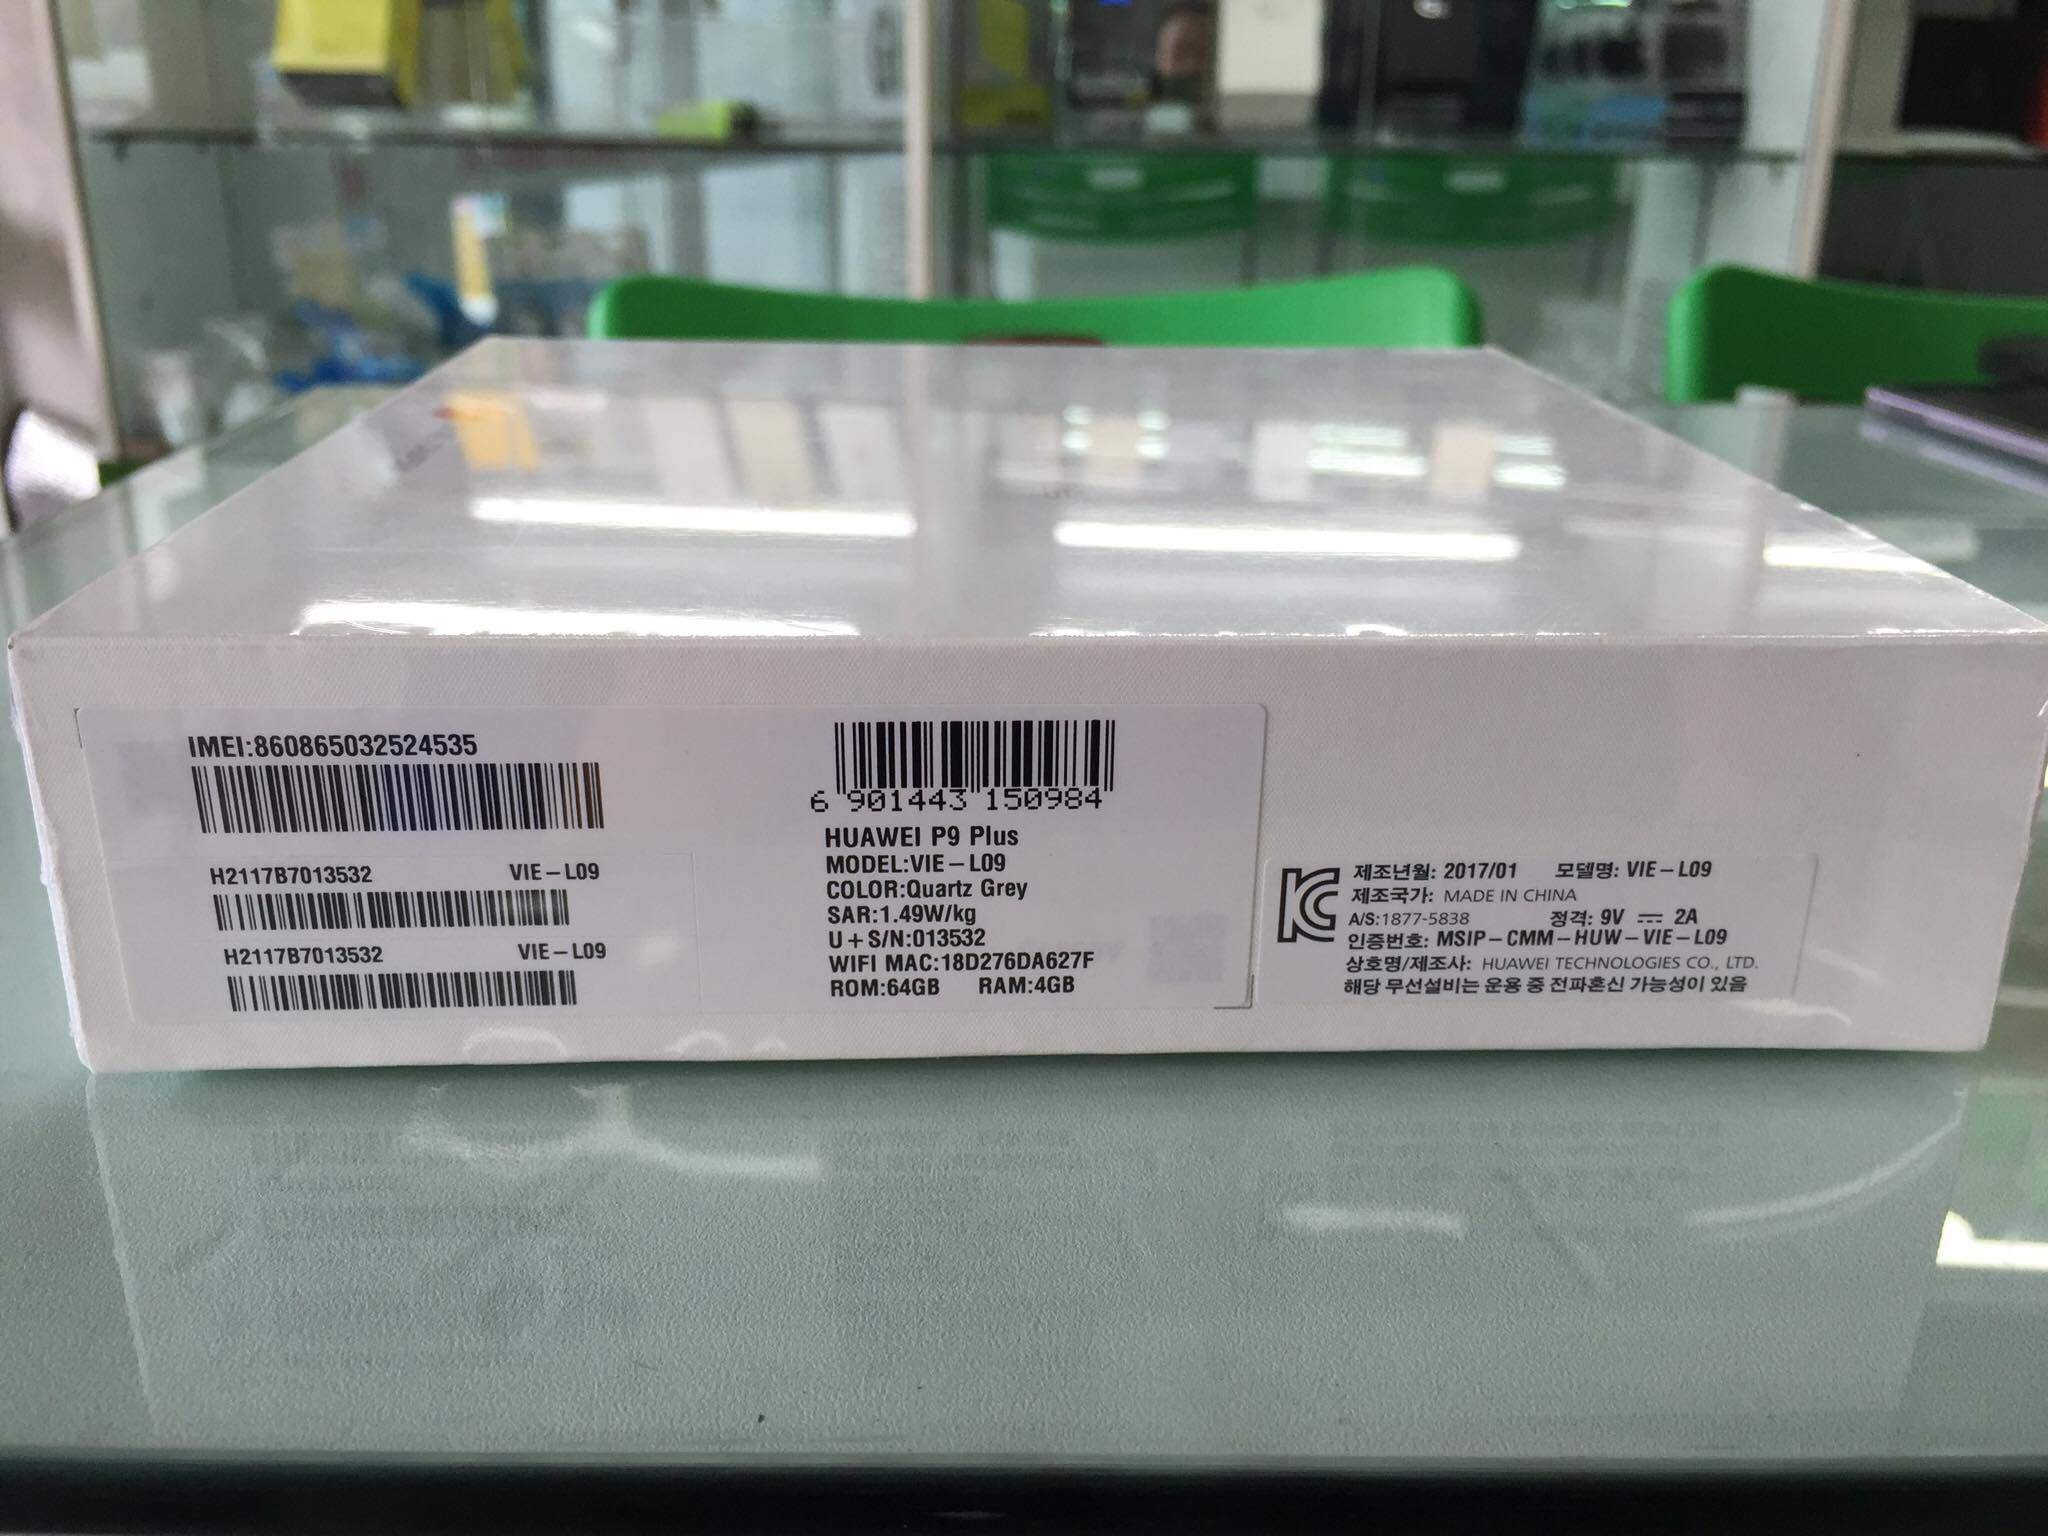 IMEI:860865032524535
H2117B7013532 VIE-L09
H2117B7013532 VIE-L09
6 901443 150984
HUAWEI P9 Plus
MODEL:VIE-L09
COLOR:Quartz Grey
SAR:1.49W/kg
U+S/N:013532
WIFI MAC:18D276DA627F
ROM:64GB RAM:4GB
제조년월: 2017/01 모델명: VIE-L09
제조국가: MADE IN CHINA
A/S:1877-5838 정격: 9V ⎓ 2A
인증번호: MSIP-CMM-HUW-VIE-L09
상호명/제조사: HUAWEI TECHNOLOGIES CO., LTD.
해당 무선설비는 운용 중 전파혼신 가능성이 있음